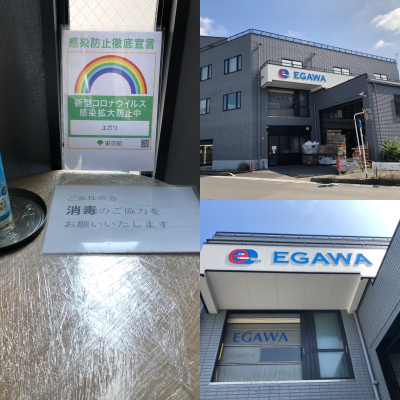 感染防止徹底宣言
新型コロナウイルス
感染拡大防止中
エガワ
東京都
ご来社の方
消毒のご協力を
お願いいたします
EGAWA
EGAWA
EGAWA